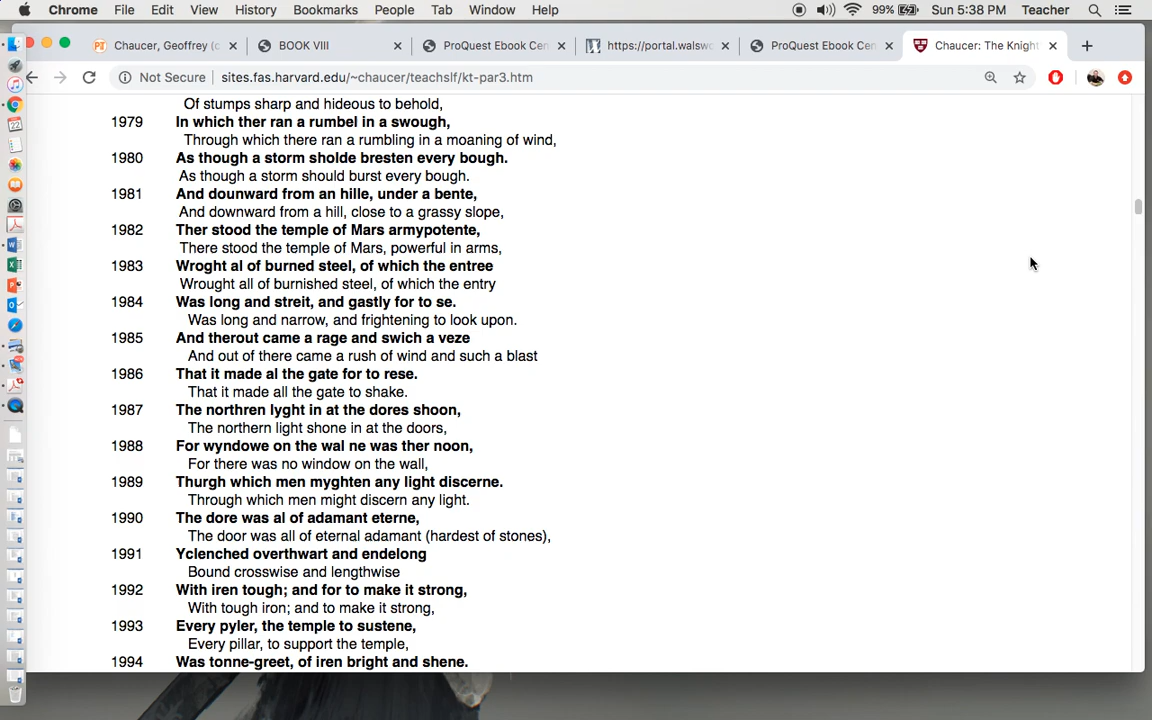 Chrome File Edit View History Bookmarks People Tab Window Help 99% Sun 5:38 PM Teacher
Chaucer, Geoffrey (c BOOK VIII ProQuest Ebook Cen https://portal.walswo ProQuest Ebook Cen Chaucer: The Knight
Not Secure sites.fas.harvard.edu/~chaucer/teachslf/kt-par3.htm
Of stumps sharp and hideous to behold,
1979 In which ther ran a rumbel in a swough,
Through which there ran a rumbling in a moaning of wind,
1980 As though a storm sholde bresten every bough.
As though a storm should burst every bough.
1981 And dounward from an hille, under a bente,
And downward from a hill, close to a grassy slope,
1982 Ther stood the temple of Mars armypotente,
There stood the temple of Mars, powerful in arms,
1983 Wroght al of burned steel, of which the entree
Wrought all of burnished steel, of which the entry
1984 Was long and streit, and gastly for to se.
Was long and narrow, and frightening to look upon.
1985 And therout came a rage and swich a veze
And out of there came a rush of wind and such a blast
1986 That it made al the gate for to rese.
That it made all the gate to shake.
1987 The northren lyght in at the dores shoon,
The northern light shone in at the doors,
1988 For wyndowe on the wal ne was ther noon,
For there was no window on the wall,
1989 Thurgh which men myghten any light discerne.
Through which men might discern any light.
1990 The dore was al of adamant eterne,
The door was all of eternal adamant (hardest of stones),
1991 Yclenched overthwart and endelong
Bound crosswise and lengthwise
1992 With iren tough; and for to make it strong,
With tough iron; and to make it strong,
1993 Every pyler, the temple to sustene,
Every pillar, to support the temple,
1994 Was tonne-greet, of iren bright and shene.